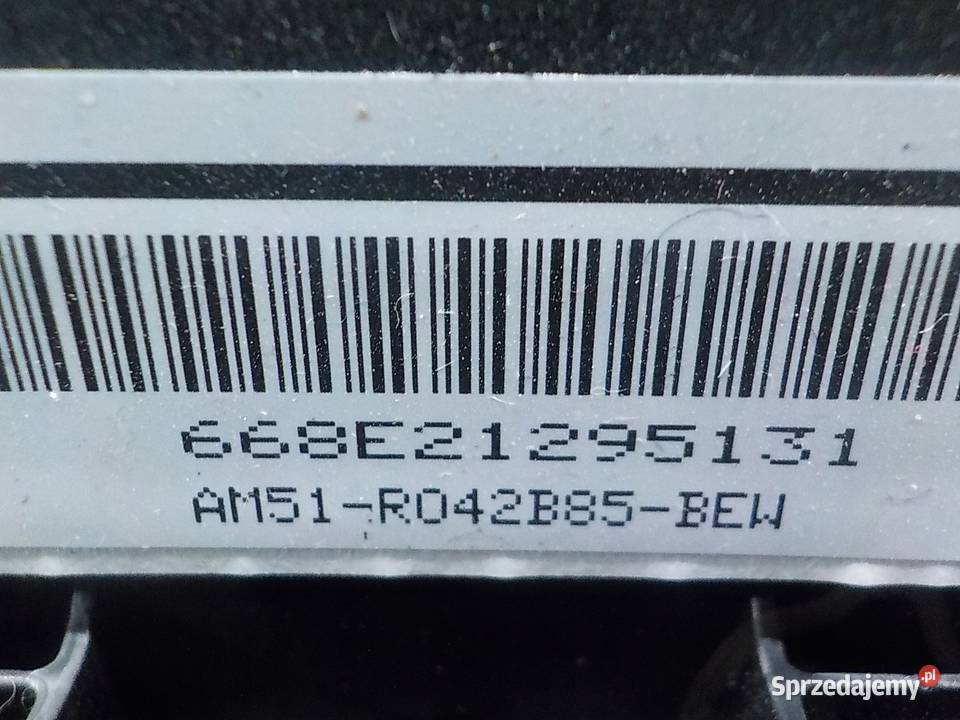 668E21295131
AM51-R042B85-BEW
Sprzedajemy.pl